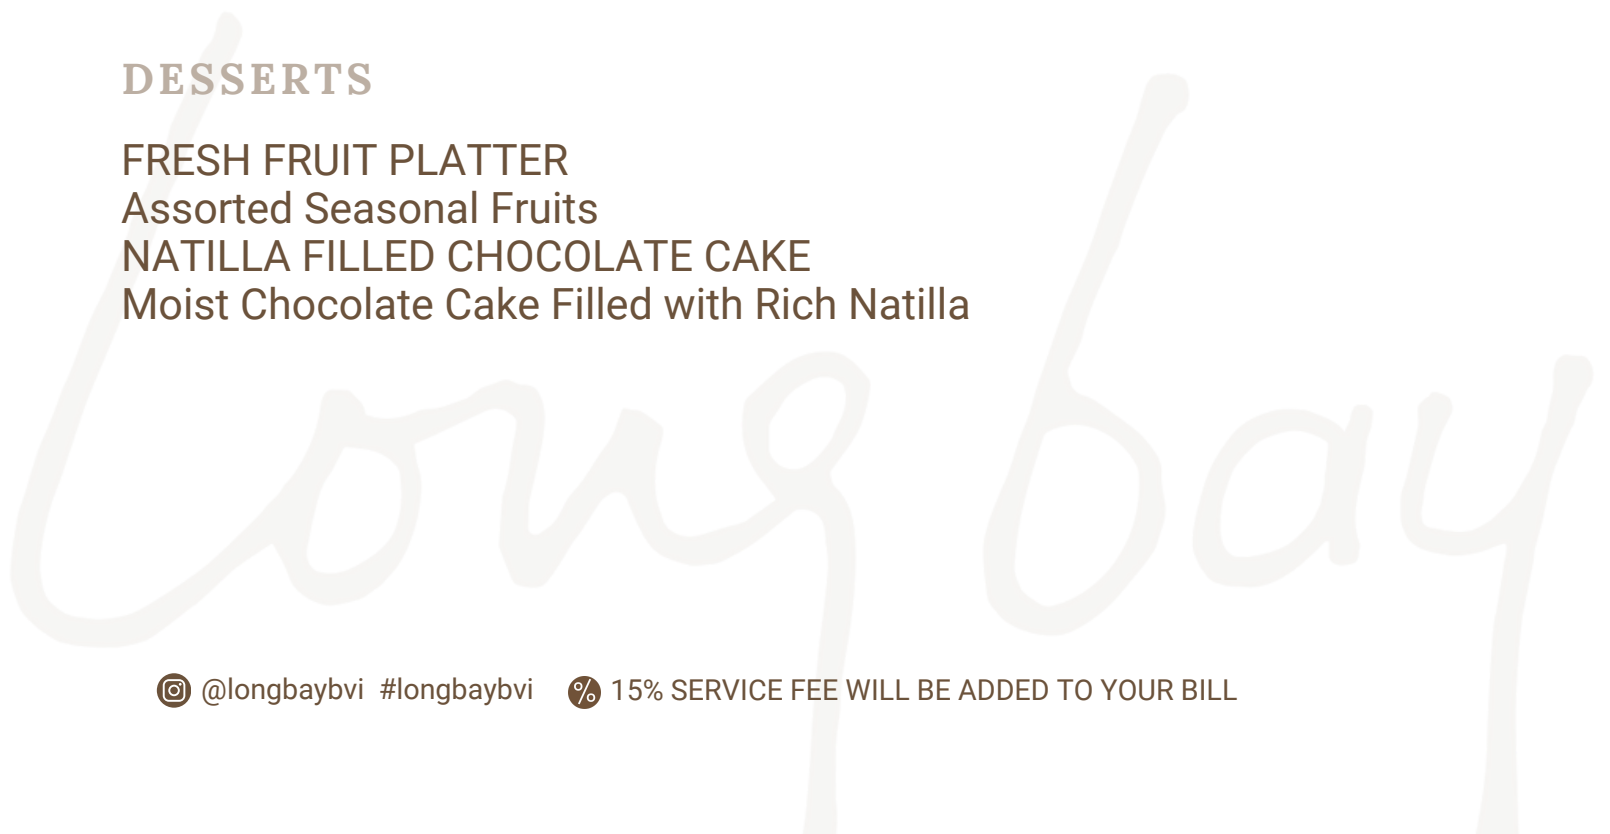 DESSERTS
FRESH FRUIT PLATTER
Assorted Seasonal Fruits
NATILLA FILLED CHOCOLATE CAKE
Moist Chocolate Cake Filled with Rich Natilla
Long bay
@longbaybvi #longbaybvi
15% SERVICE FEE WILL BE ADDED TO YOUR BILL